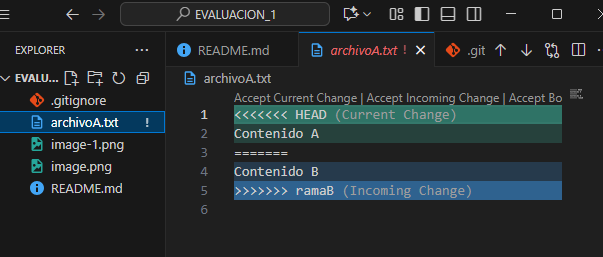 EVALUACION_1
EXPLORER
README.md
archivoA.txt !
.git
EVALU...
archivoA.txt
.gitignore
archivoA.txt !
image-1.png
image.png
README.md
Accept Current Change | Accept Incoming Change | Accept Bo
1 <<<<<<< HEAD (Current Change)
2 Contenido A
3 =======
4 Contenido B
5 >>>>>>> ramaB (Incoming Change)
6